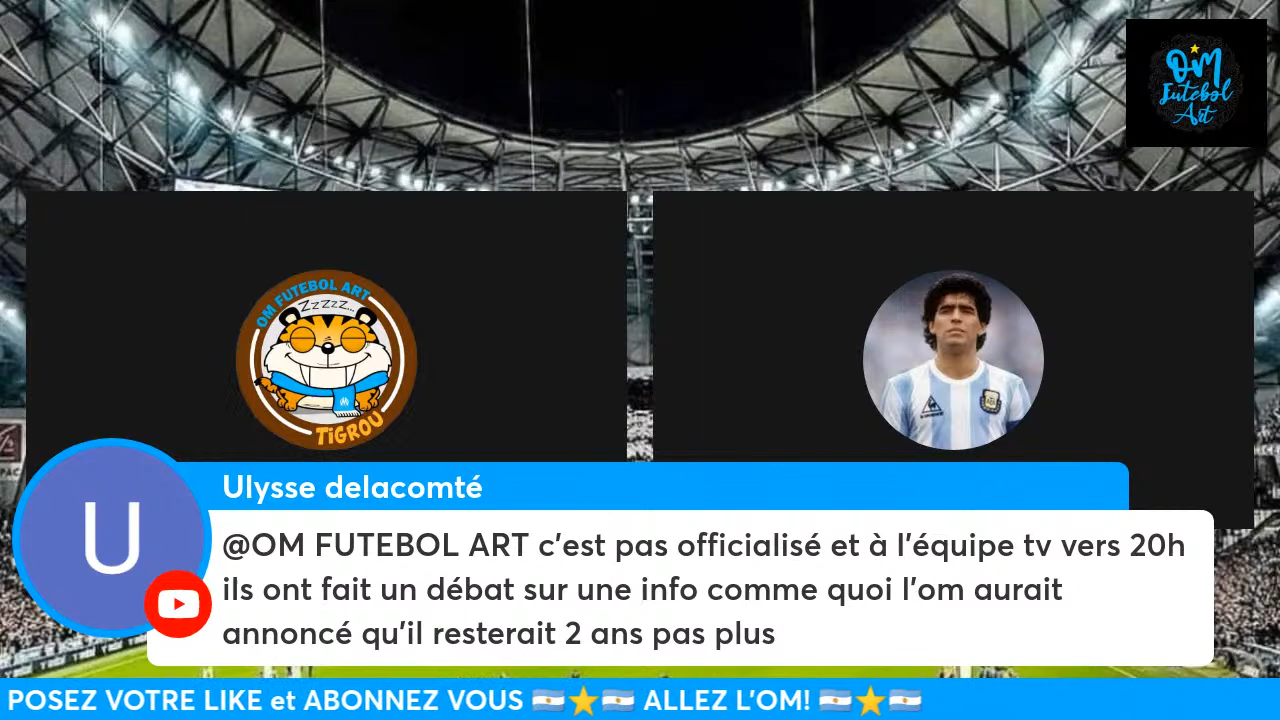 OM
Futebol
Art
OM FUTEBOL ART
ZZZZZ...
TiGROU
U
Ulysse delacomté
@OM FUTEBOL ART c'est pas officialisé et à l'équipe tv vers 20h
ils ont fait un débat sur une info comme quoi l'om aurait
annoncé qu'il resterait 2 ans pas plus
POSEZ VOTRE LIKE et ABONNEZ VOUS 🇦🇷⭐🇦🇷 ALLEZ L'OM! 🇦🇷⭐🇦🇷